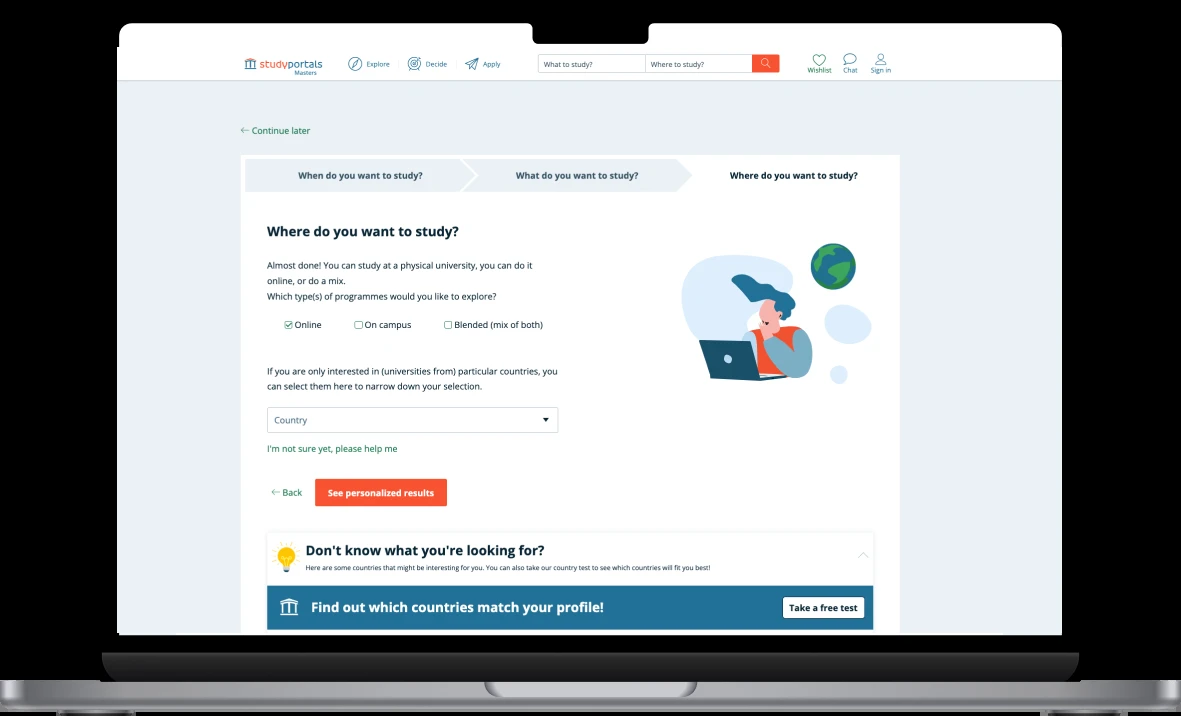 studyportals
Masters
Explore
Decide
Apply
What to study?
Where to study?
Wishlist
Chat
Sign in
← Continue later
When do you want to study?
What do you want to study?
Where do you want to study?
Where do you want to study?
Almost done! You can study at a physical university, you can do it
online, or do a mix.
Which type(s) of programmes would you like to explore?
Online
On campus
Blended (mix of both)
If you are only interested in (universities from) particular countries, you
can select them here to narrow down your selection.
Country
I'm not sure yet, please help me
← Back
See personalized results
Don't know what you're looking for?
Here are some countries that might be interesting for you. You can also take our country test to see which countries will fit you best!
Find out which countries match your profile!
Take a free test